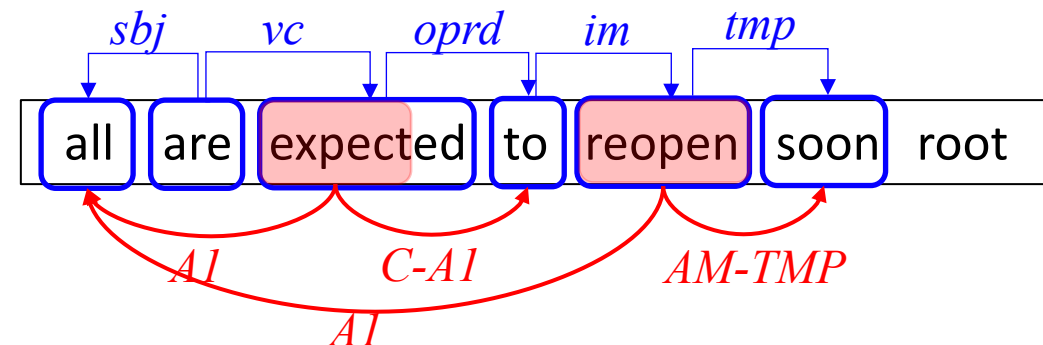 sbj vc oprd im tmp
all are expected to reopen soon root
A1 C-A1 AM-TMP
A1